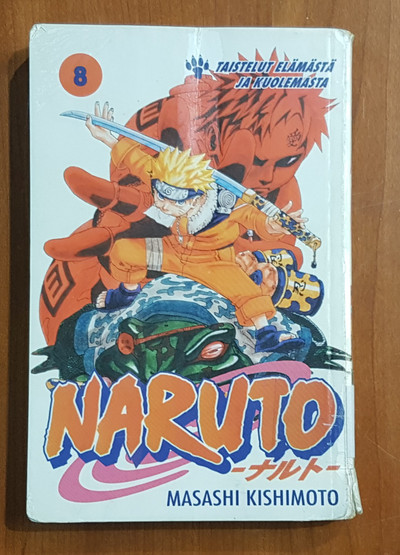 8
TAISTELUT ELÄMÄSTÄ
JA KUOLEMASTA
NARUTO
-ナルト-
MASASHI KISHIMOTO